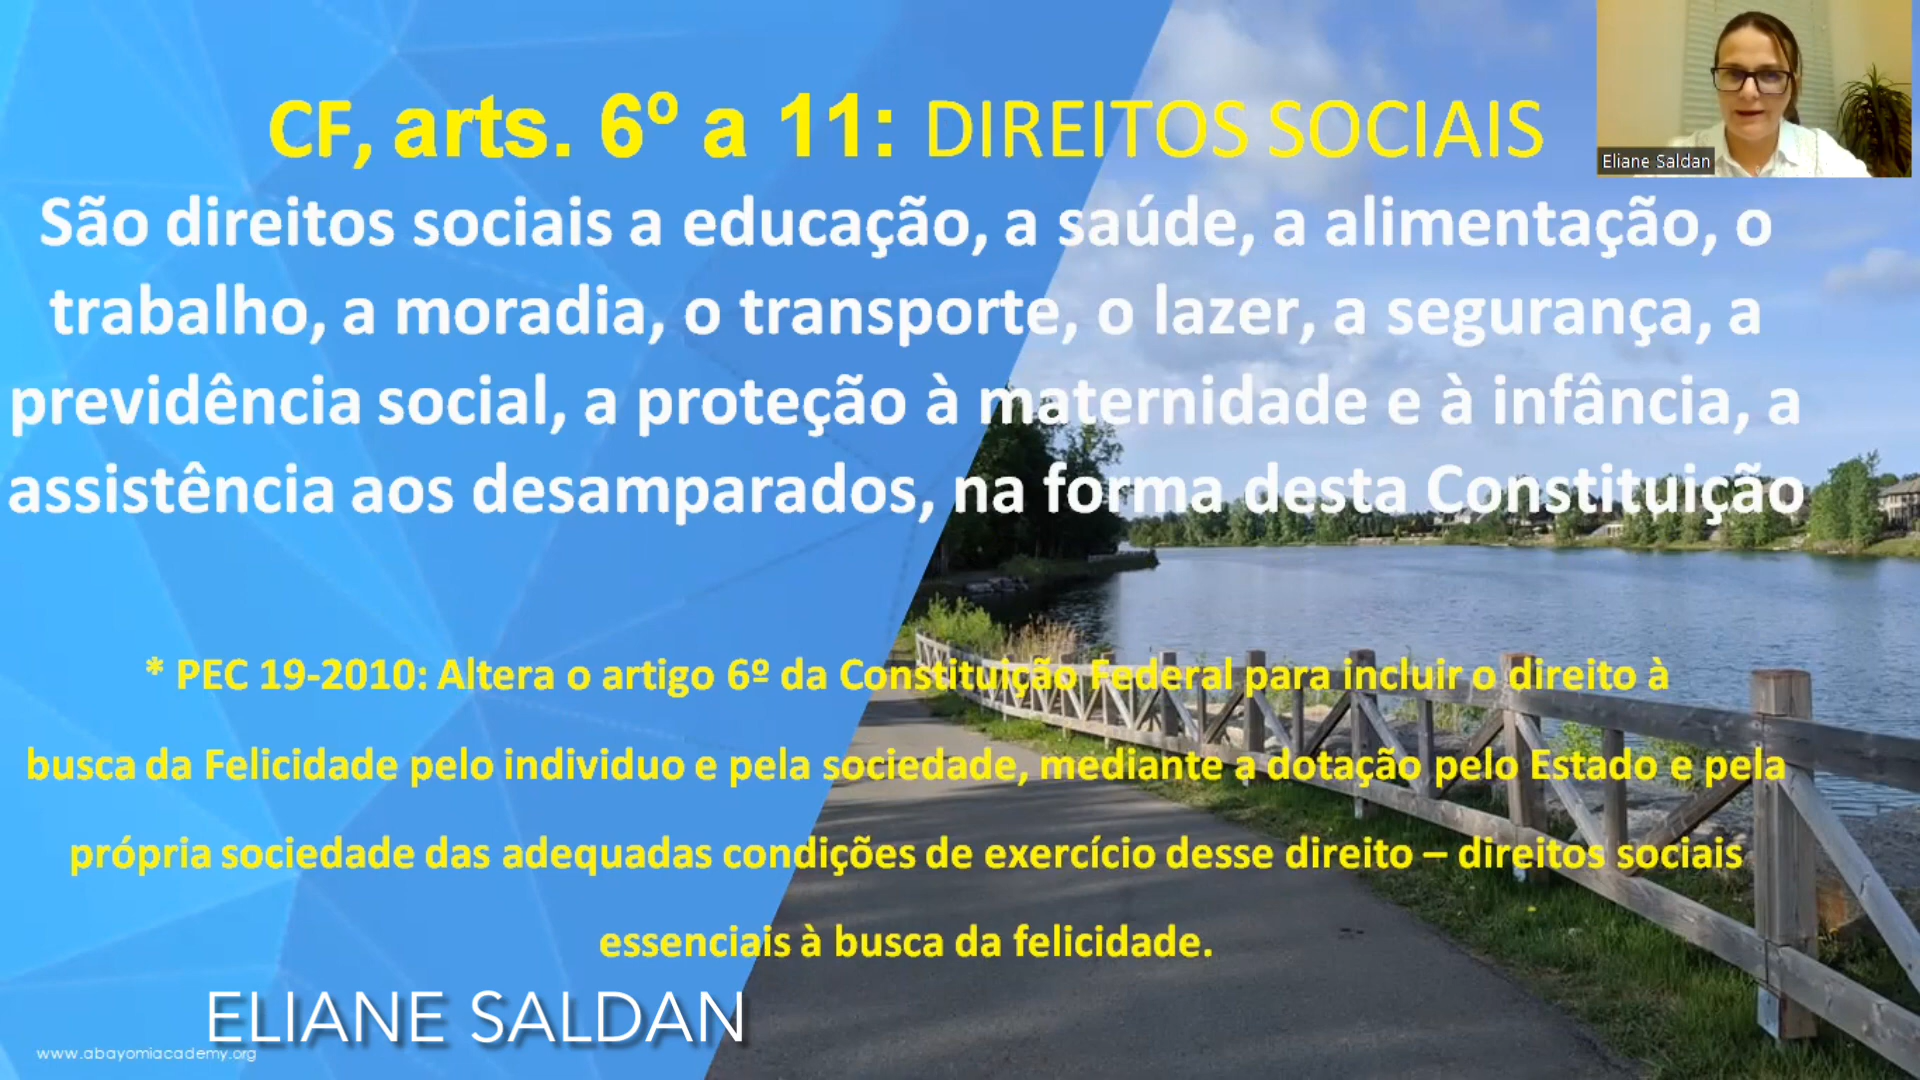 CF, arts. 6º a 11: DIREITOS SOCIAIS
Eliane Saldan
São direitos sociais a educação, a saúde, a alimentação, o
trabalho, a moradia, o transporte, o lazer, a segurança, a
previdência social, a proteção à maternidade e à infância, a
assistência aos desamparados, na forma desta Constituição
* PEC 19-2010: Altera o artigo 6º da Constituição Federal para incluir o direito à
busca da Felicidade pelo individuo e pela sociedade, mediante a dotação pelo Estado e pela
própria sociedade das adequadas condições de exercício desse direito – direitos sociais
essenciais à busca da felicidade.
ELIANE SALDAN
www.abayomiacademy.org